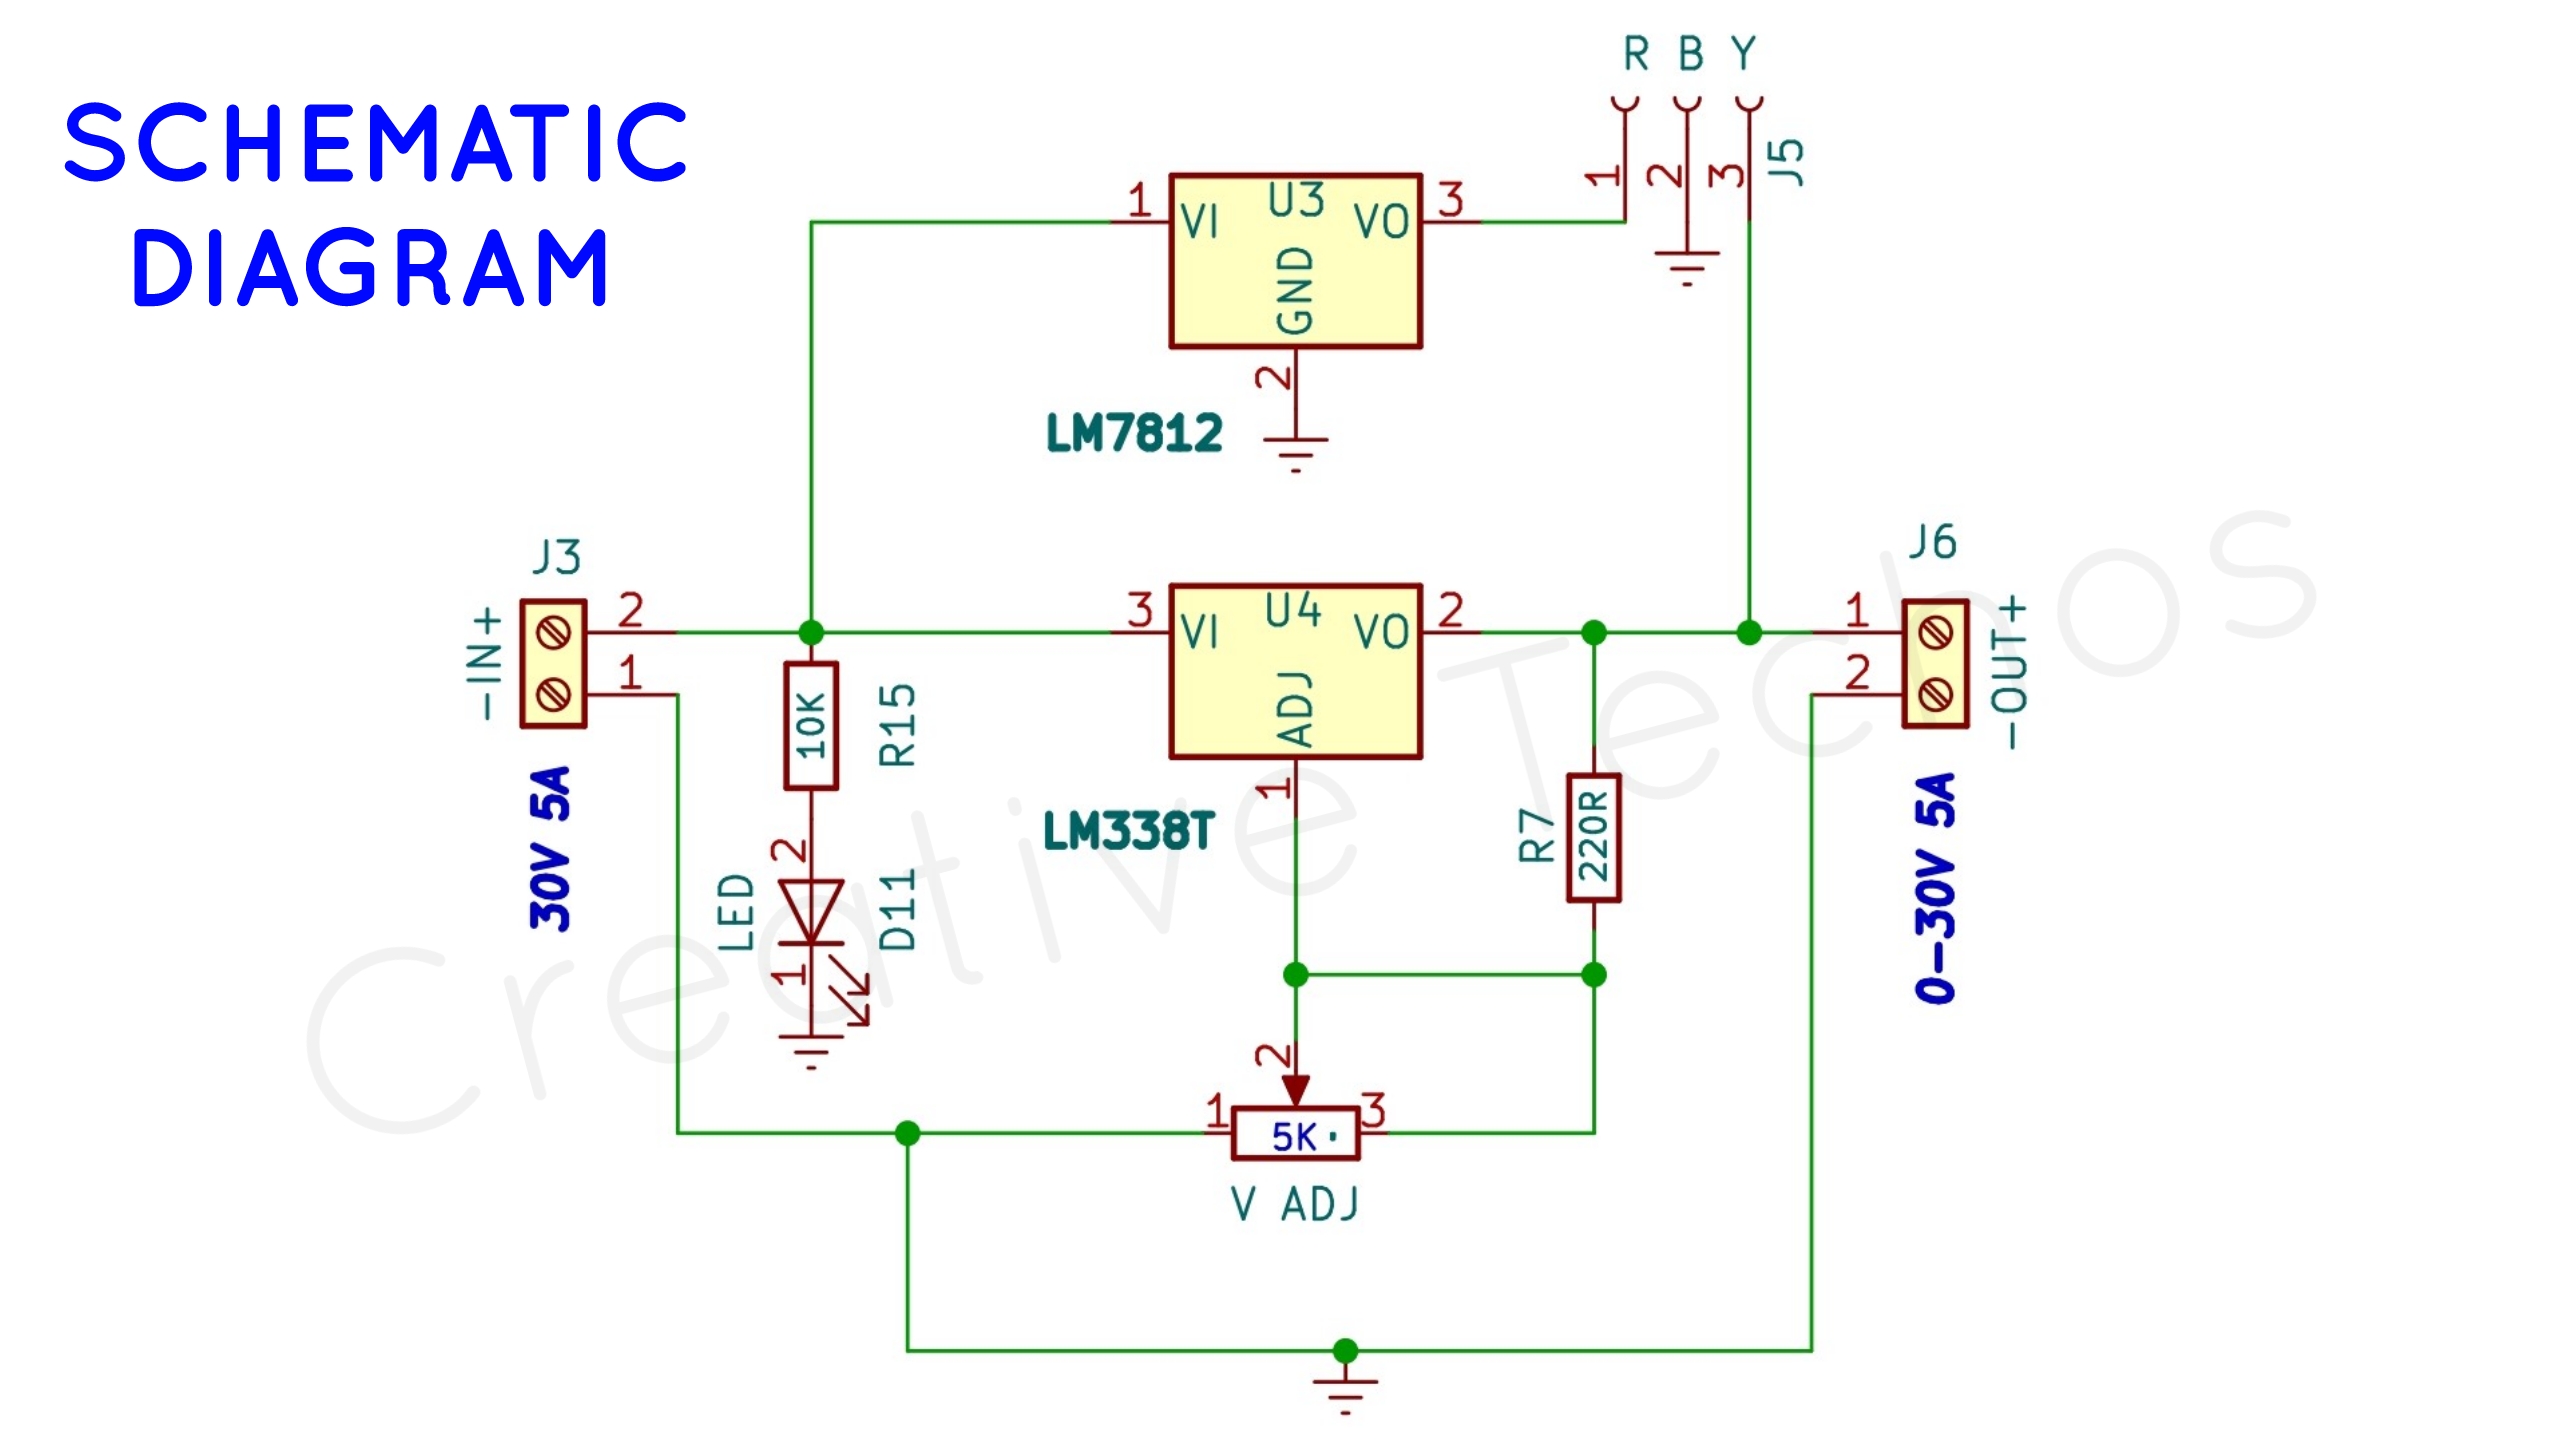 SCHEMATIC
DIAGRAM
R B Y
1 2 3
J5
1 VI U3 VO 3
GND
2
LM7812
J3
-IN+
2
1
30V 5A
10K
R15
2
LED
D11
1
3 VI U4 VO 2
ADJ
1
LM338T
R7
220R
J6
1
2
-OUT+
0-30V 5A
2
1 5K 3
V ADJ
Creative Technos